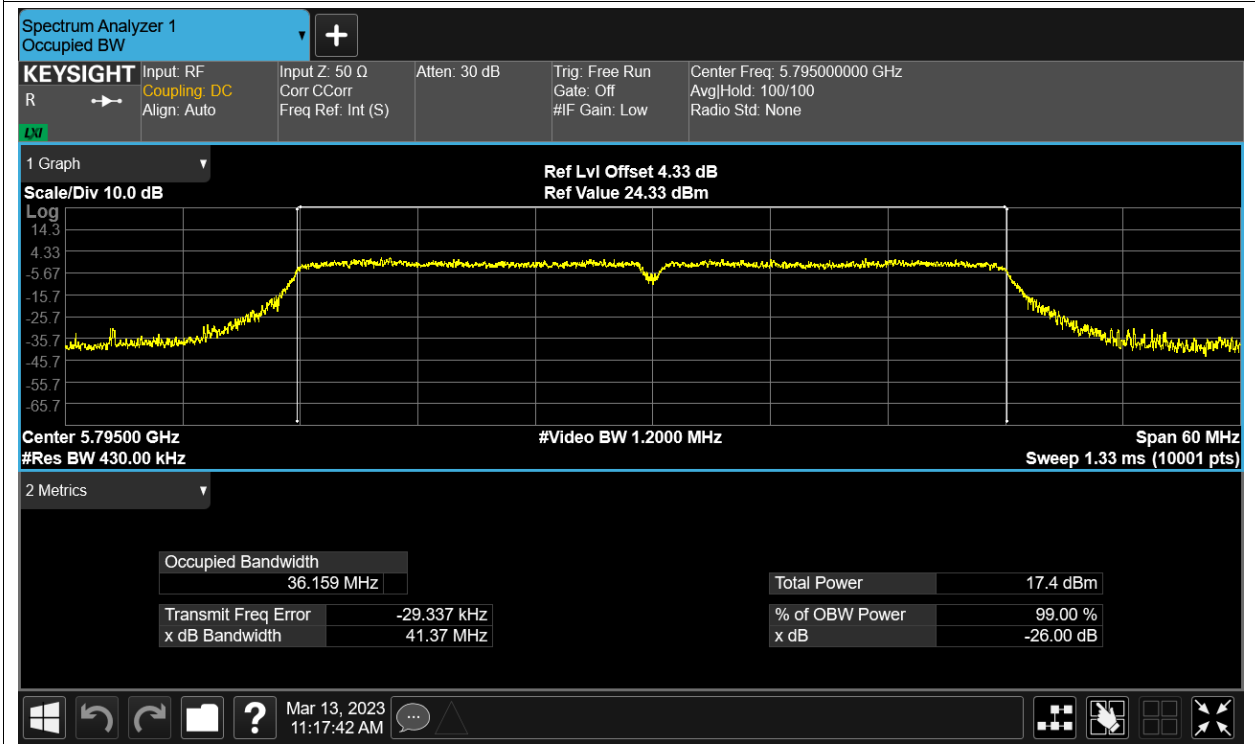 Spectrum Analyzer 1
Occupied BW
KEYSIGHT
R
LXI
Input: RF
Coupling: DC
Align: Auto
Input Z: 50 Ω
Corr CCorr
Freq Ref: Int (S)
Atten: 30 dB
Trig: Free Run
Gate: Off
#IF Gain: Low
Center Freq: 5.795000000 GHz
Avg|Hold: 100/100
Radio Std: None
1 Graph
Scale/Div 10.0 dB
Ref Lvl Offset 4.33 dB
Ref Value 24.33 dBm
Log
14.3
4.33
-5.67
-15.7
-25.7
-35.7
-45.7
-55.7
-65.7
Center 5.79500 GHz
#Res BW 430.00 kHz
#Video BW 1.2000 MHz
Span 60 MHz
Sweep 1.33 ms (10001 pts)
2 Metrics
Occupied Bandwidth
36.159 MHz
Transmit Freq Error -29.337 kHz
x dB Bandwidth 41.37 MHz
Total Power 17.4 dBm
% of OBW Power 99.00 %
x dB -26.00 dB
?
Mar 13, 2023
11:17:42 AM